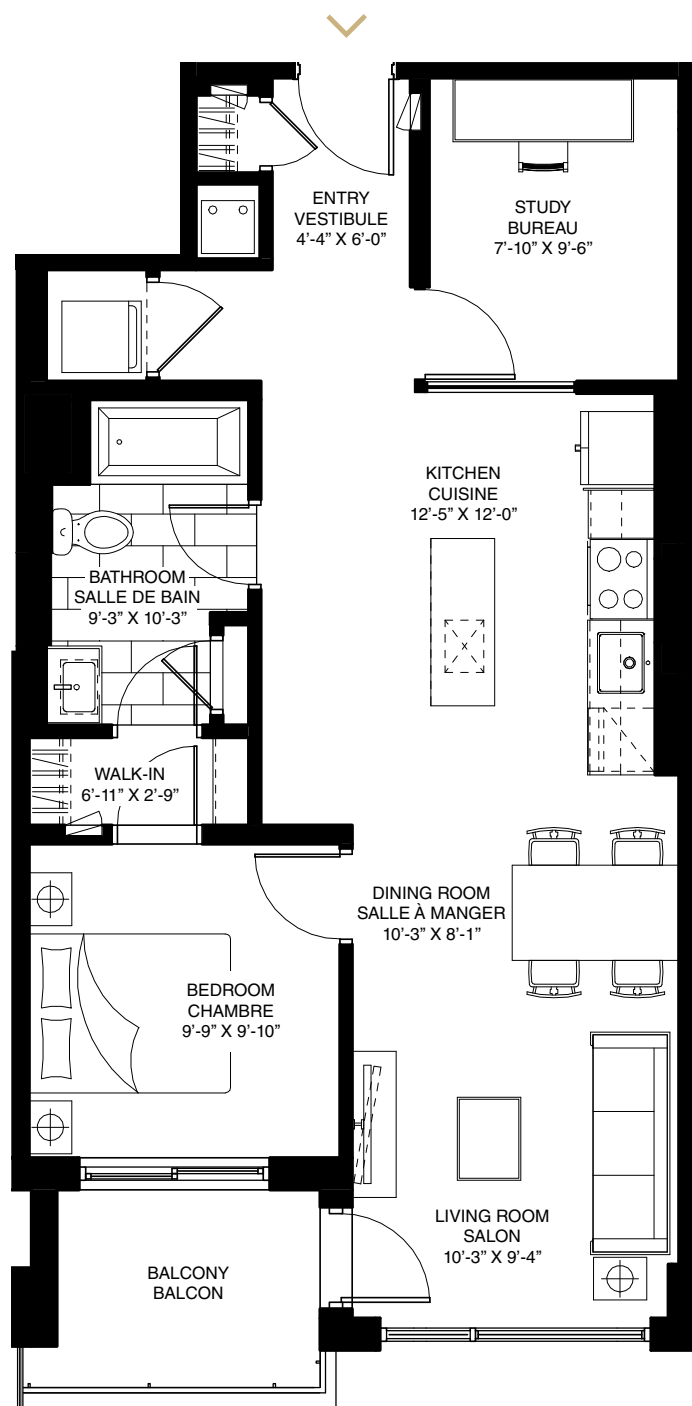 ENTRY
VESTIBULE
4'-4” X 6'-0”
STUDY
BUREAU
7'-10” X 9'-6”
KITCHEN
CUISINE
12'-5” X 12'-0”
BATHROOM
SALLE DE BAIN
9'-3” X 10'-3”
WALK-IN
6'-11” X 2'-9”
DINING ROOM
SALLE À MANGER
10'-3” X 8'-1”
BEDROOM
CHAMBRE
9'-9” X 9'-10”
LIVING ROOM
SALON
10'-3” X 9'-4”
BALCONY
BALCON